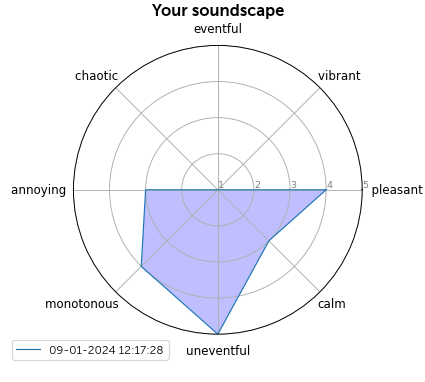 Your soundscape
eventful
chaotic
vibrant
annoying
1
2
3
4
5
pleasant
monotonous
calm
09-01-2024 12:17:28
uneventful